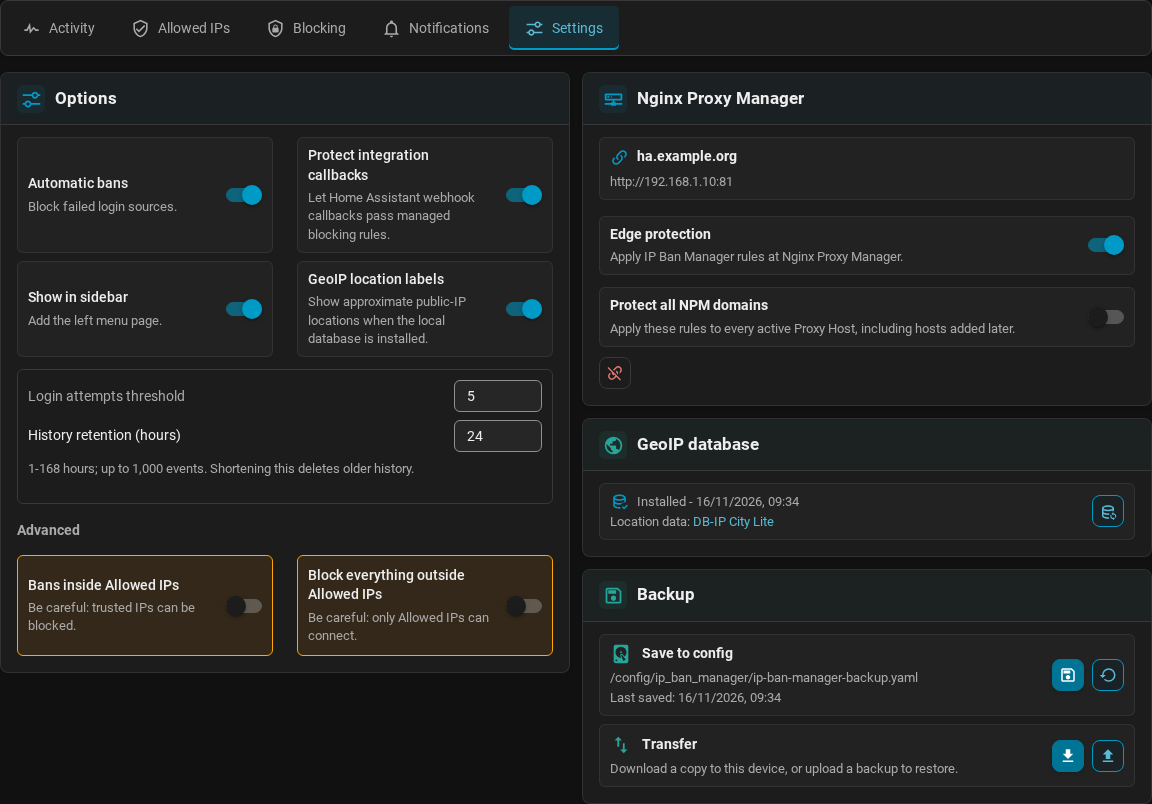 Activity
Allowed IPs
Blocking
Notifications
Settings
Options
Automatic bans
Block failed login sources.
Protect integration
callbacks
Let Home Assistant webhook
callbacks pass managed
blocking rules.
Show in sidebar
Add the left menu page.
GeoIP location labels
Show approximate public-IP
locations when the local
database is installed.
Login attempts threshold
5
History retention (hours)
24
1-168 hours; up to 1,000 events. Shortening this deletes older history.
Advanced
Bans inside Allowed IPs
Be careful: trusted IPs can be
blocked.
Block everything outside
Allowed IPs
Be careful: only Allowed IPs can
connect.
Nginx Proxy Manager
ha.example.org
http://192.168.1.10:81
Edge protection
Apply IP Ban Manager rules at Nginx Proxy Manager.
Protect all NPM domains
Apply these rules to every active Proxy Host, including hosts added later.
GeoIP database
Installed - 16/11/2026, 09:34
Location data: DB-IP City Lite
Backup
Save to config
/config/ip_ban_manager/ip-ban-manager-backup.yaml
Last saved: 16/11/2026, 09:34
Transfer
Download a copy to this device, or upload a backup to restore.